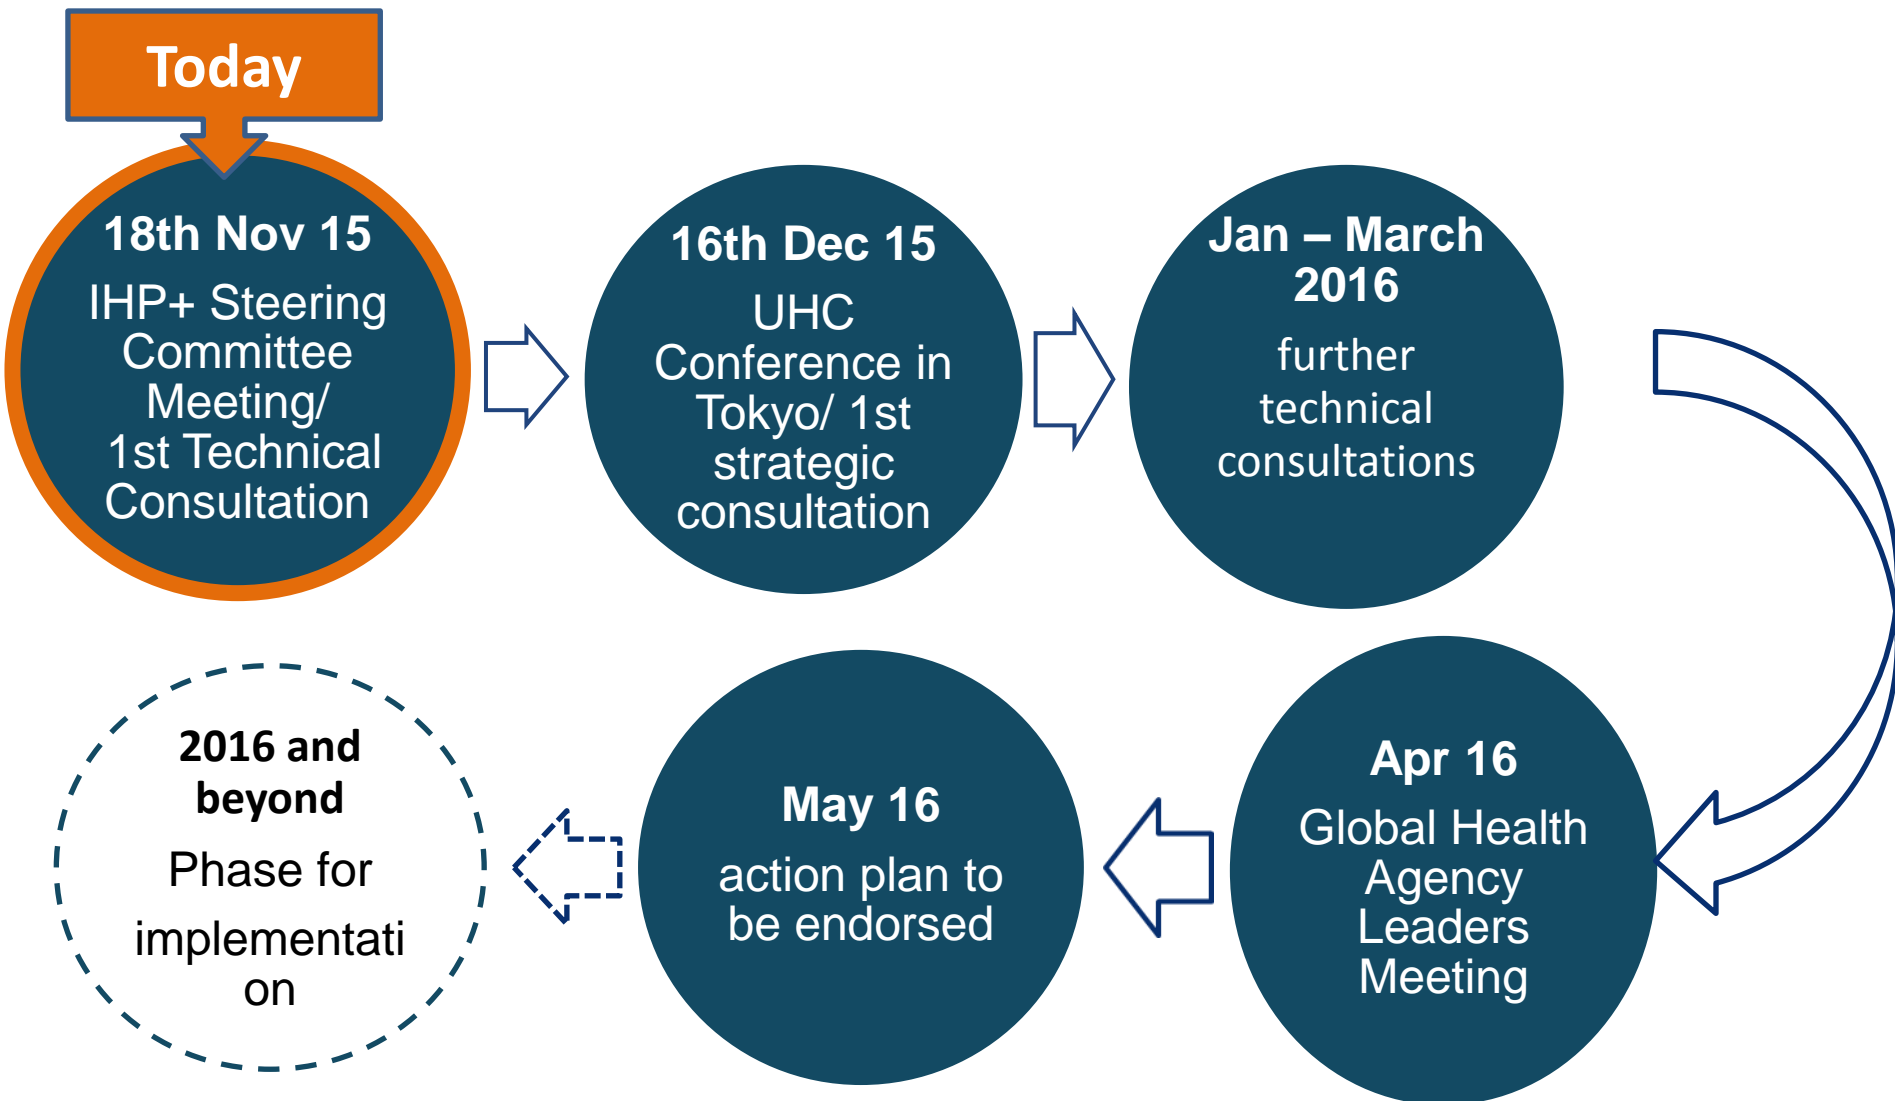 Today
18th Nov 15
IHP+ Steering
Committee
Meeting/
1st Technical
Consultation
16th Dec 15
UHC
Conference in
Tokyo/ 1st
strategic
consultation
Jan – March
2016
further
technical
consultations
Apr 16
Global Health
Agency
Leaders
Meeting
May 16
action plan to
be endorsed
2016 and
beyond
Phase for
implementati
on